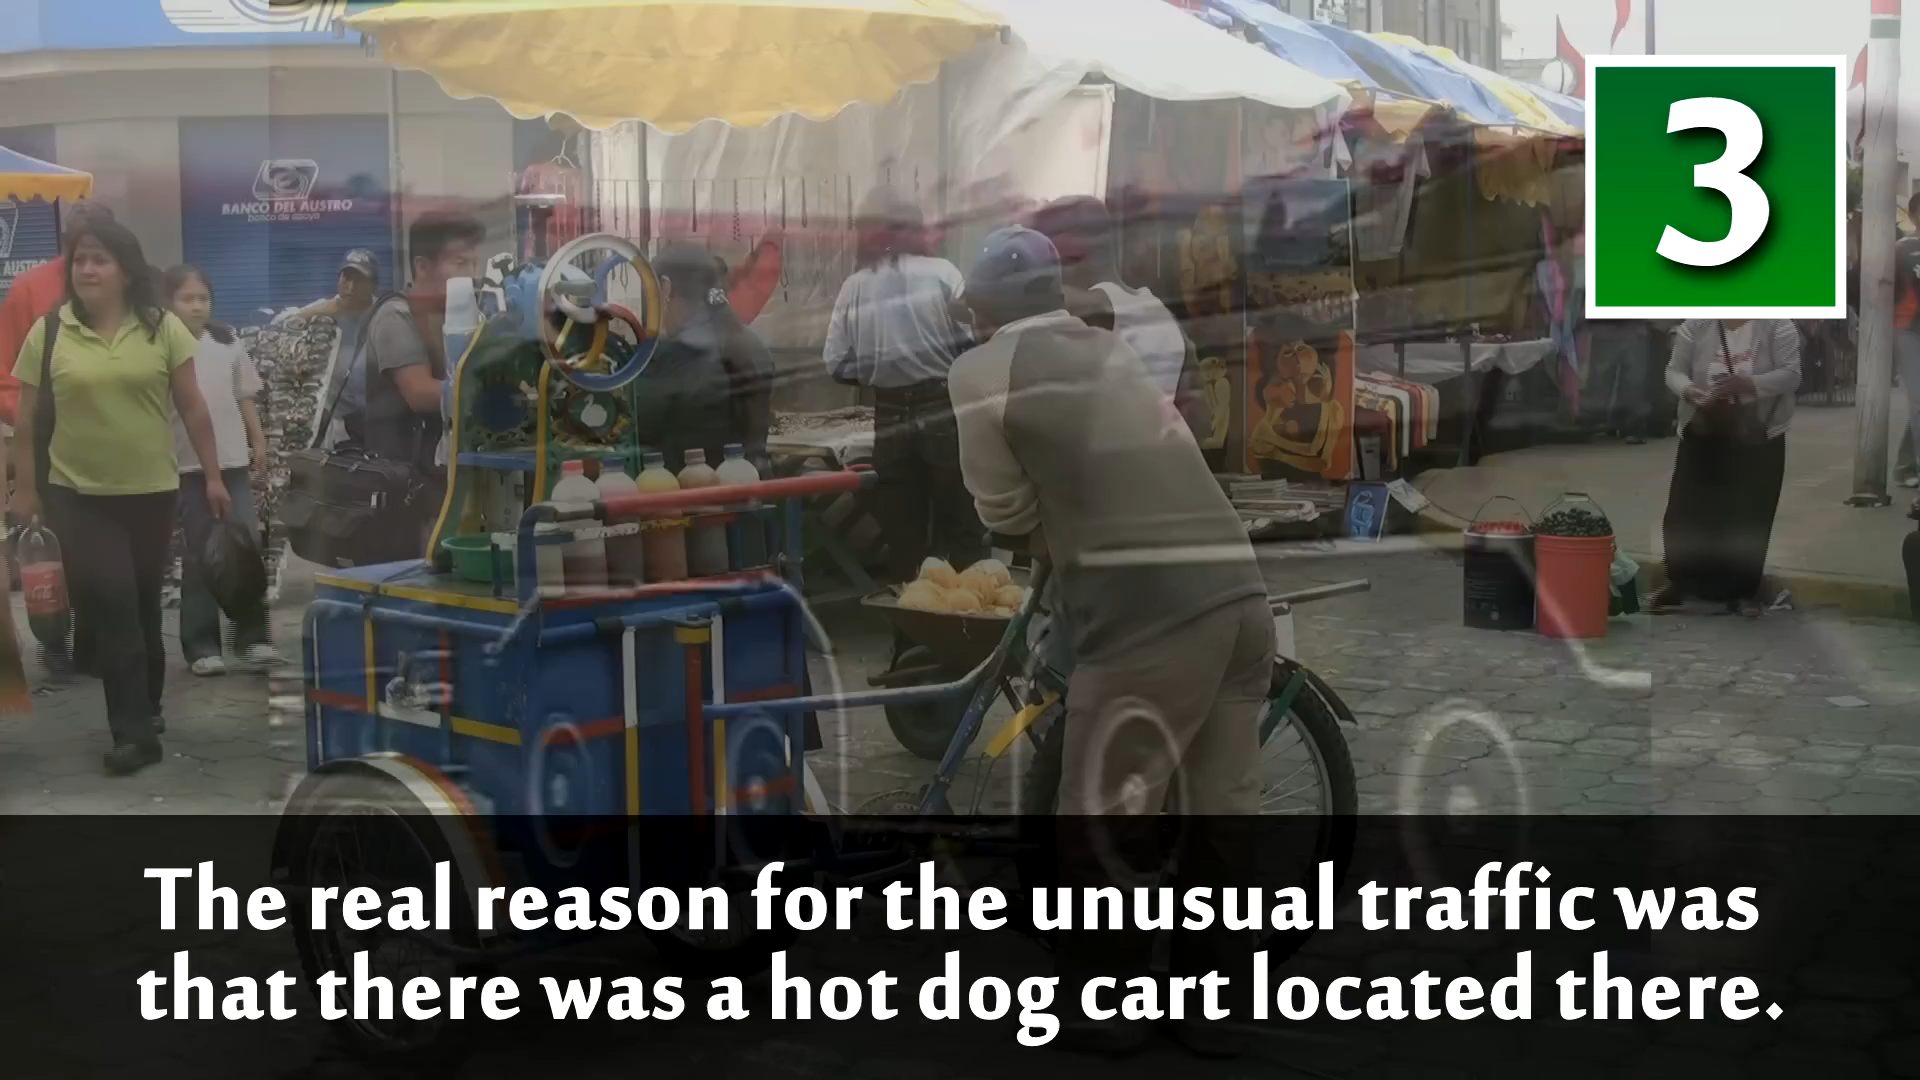 BANCO DEL AUSTRO
banco de apoyo
AUSTRO
3
The real reason for the unusual traffic was
that there was a hot dog cart located there.